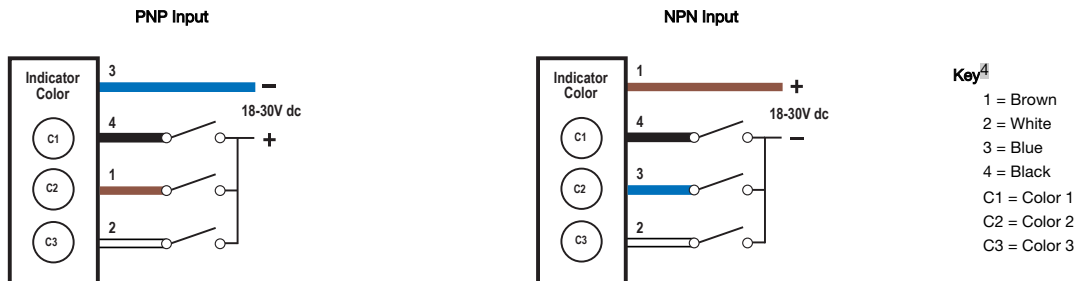 PNP Input
Indicator
Color
3
−
18-30V dc
4
C1
+
1
C2
2
C3
NPN Input
Indicator
Color
1
+
18-30V dc
4
C1
−
3
C2
2
C3
Key4
1 = Brown
2 = White
3 = Blue
4 = Black
C1 = Color 1
C2 = Color 2
C3 = Color 3